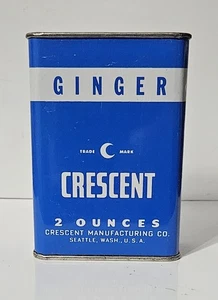 GINGER
TRADE MARK
CRESCENT
2 OUNCES
CRESCENT MANUFACTURING CO.
SEATTLE, WASH., U.S.A.